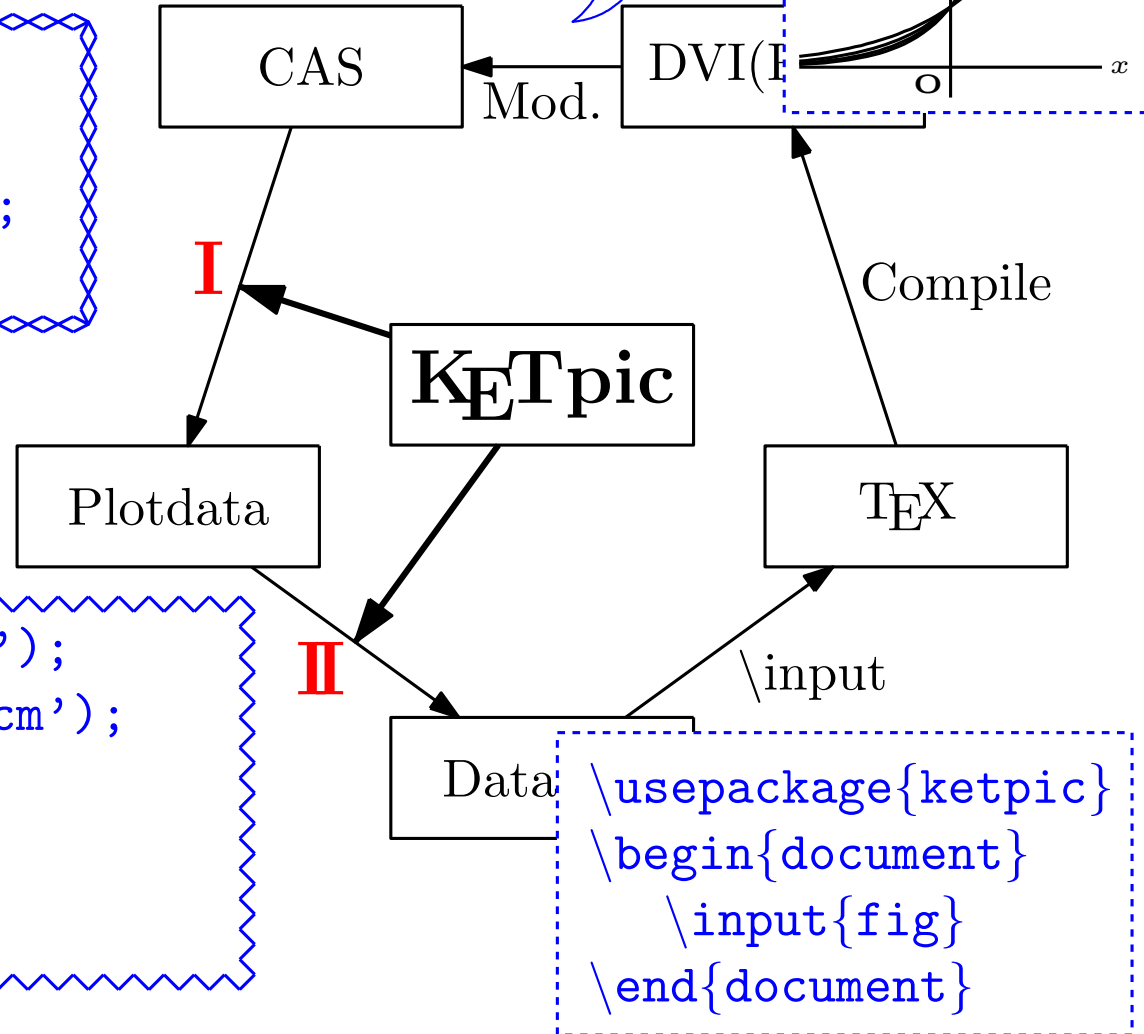 CAS
DVI(
x
O
Mod.
;
I
Compile
KETpic
Plotdata
TEX
');
II
cm');
\input
Data
\usepackage{ketpic}
\begin{document}
\input{fig}
\end{document}